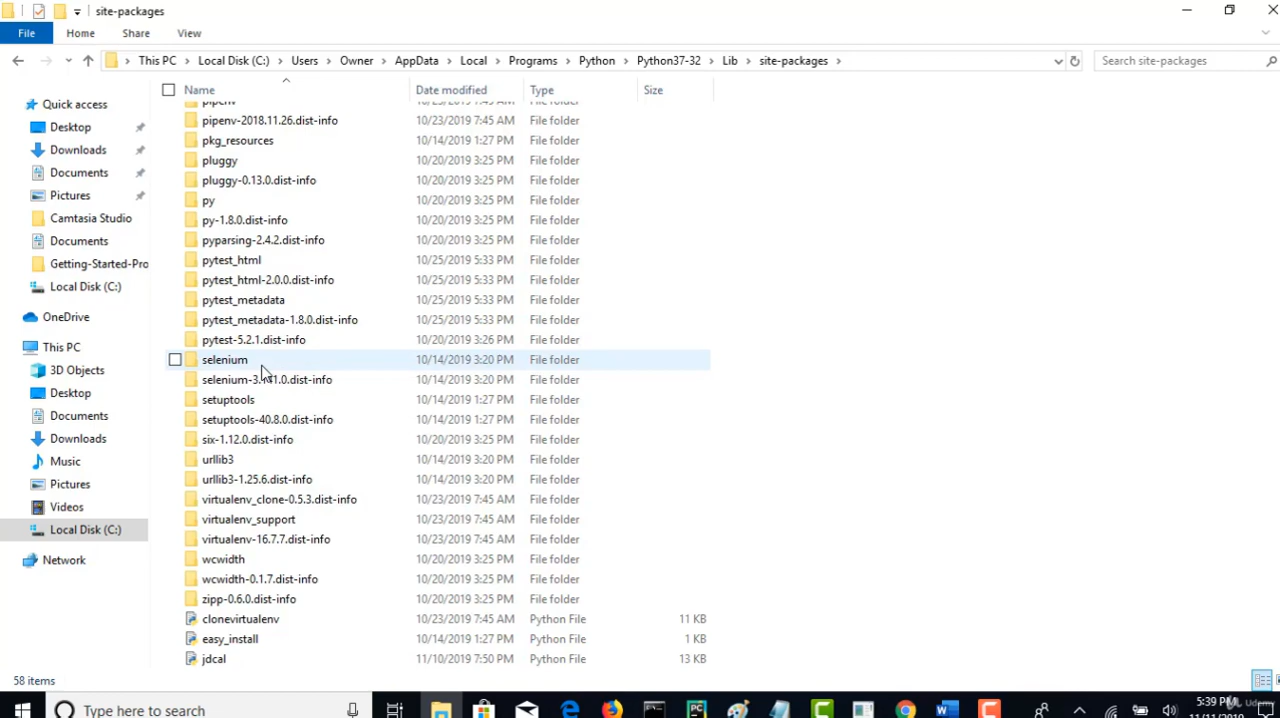 site-packages
File Home Share View
This PC Local Disk (C:) Users Owner AppData Local Programs Python Python37-32 Lib site-packages Search site-packages
Name Date modified Type Size
Quick access
Desktop
Downloads
Documents
Pictures
Camtasia Studio
Documents
Getting-Started-Pro
Local Disk (C:)
OneDrive
This PC
3D Objects
Desktop
Documents
Downloads
Music
Pictures
Videos
Local Disk (C:)
Network
pipenv-2018.11.26.dist-info 10/23/2019 7:45 AM File folder
pkg_resources 10/14/2019 1:27 PM File folder
pluggy 10/20/2019 3:25 PM File folder
pluggy-0.13.0.dist-info 10/20/2019 3:25 PM File folder
py 10/20/2019 3:25 PM File folder
py-1.8.0.dist-info 10/20/2019 3:25 PM File folder
pyparsing-2.4.2.dist-info 10/20/2019 3:25 PM File folder
pytest_html 10/25/2019 5:33 PM File folder
pytest_html-2.0.0.dist-info 10/25/2019 5:33 PM File folder
pytest_metadata 10/25/2019 5:33 PM File folder
pytest_metadata-1.8.0.dist-info 10/25/2019 5:33 PM File folder
pytest-5.2.1.dist-info 10/20/2019 3:26 PM File folder
selenium 10/14/2019 3:20 PM File folder
10/14/2019 3:20 PM File folder
setuptools 10/14/2019 1:27 PM File folder
setuptools-40.8.0.dist-info 10/14/2019 1:27 PM File folder
six-1.12.0.dist-info 10/20/2019 3:25 PM File folder
urllib3 10/14/2019 3:20 PM File folder
urllib3-1.25.6.dist-info 10/14/2019 3:20 PM File folder
virtualenv_clone-0.5.3.dist-info 10/23/2019 7:45 AM File folder
virtualenv_support 10/23/2019 7:45 AM File folder
virtualenv-16.7.7.dist-info 10/23/2019 7:45 AM File folder
wcwidth 10/20/2019 3:25 PM File folder
wcwidth-0.1.7.dist-info 10/20/2019 3:25 PM File folder
zipp-0.6.0.dist-info 10/20/2019 3:25 PM File folder
clonevirtualenv 10/23/2019 7:45 AM Python File 11 KB
easy_install 10/14/2019 1:27 PM Python File 1 KB
jdcal 11/10/2019 7:50 PM Python File 13 KB
58 items
Type here to search
5:39 PM
Udemy